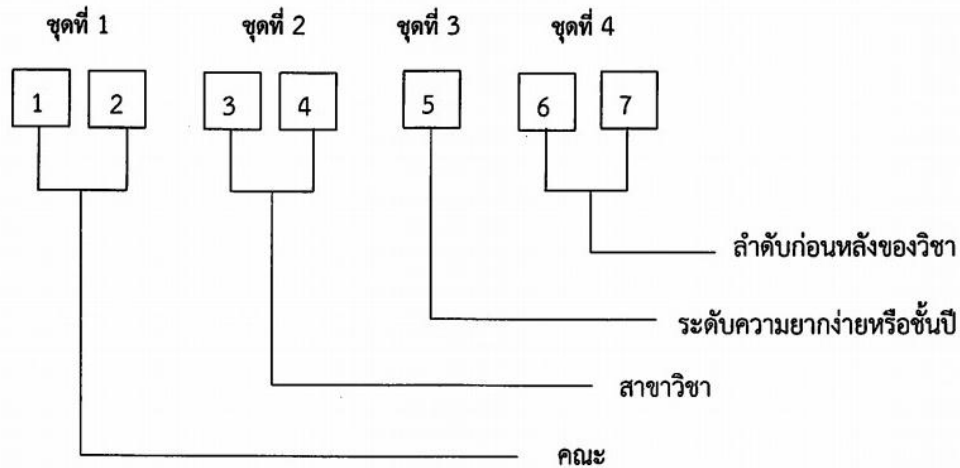 ชุดที่ 1 ชุดที่ 2 ชุดที่ 3 ชุดที่ 4
1 2 3 4 5 6 7
ลำดับก่อนหลังของวิชา
ระดับความยากง่ายหรือชั้นปี
สาขาวิชา
คณะ